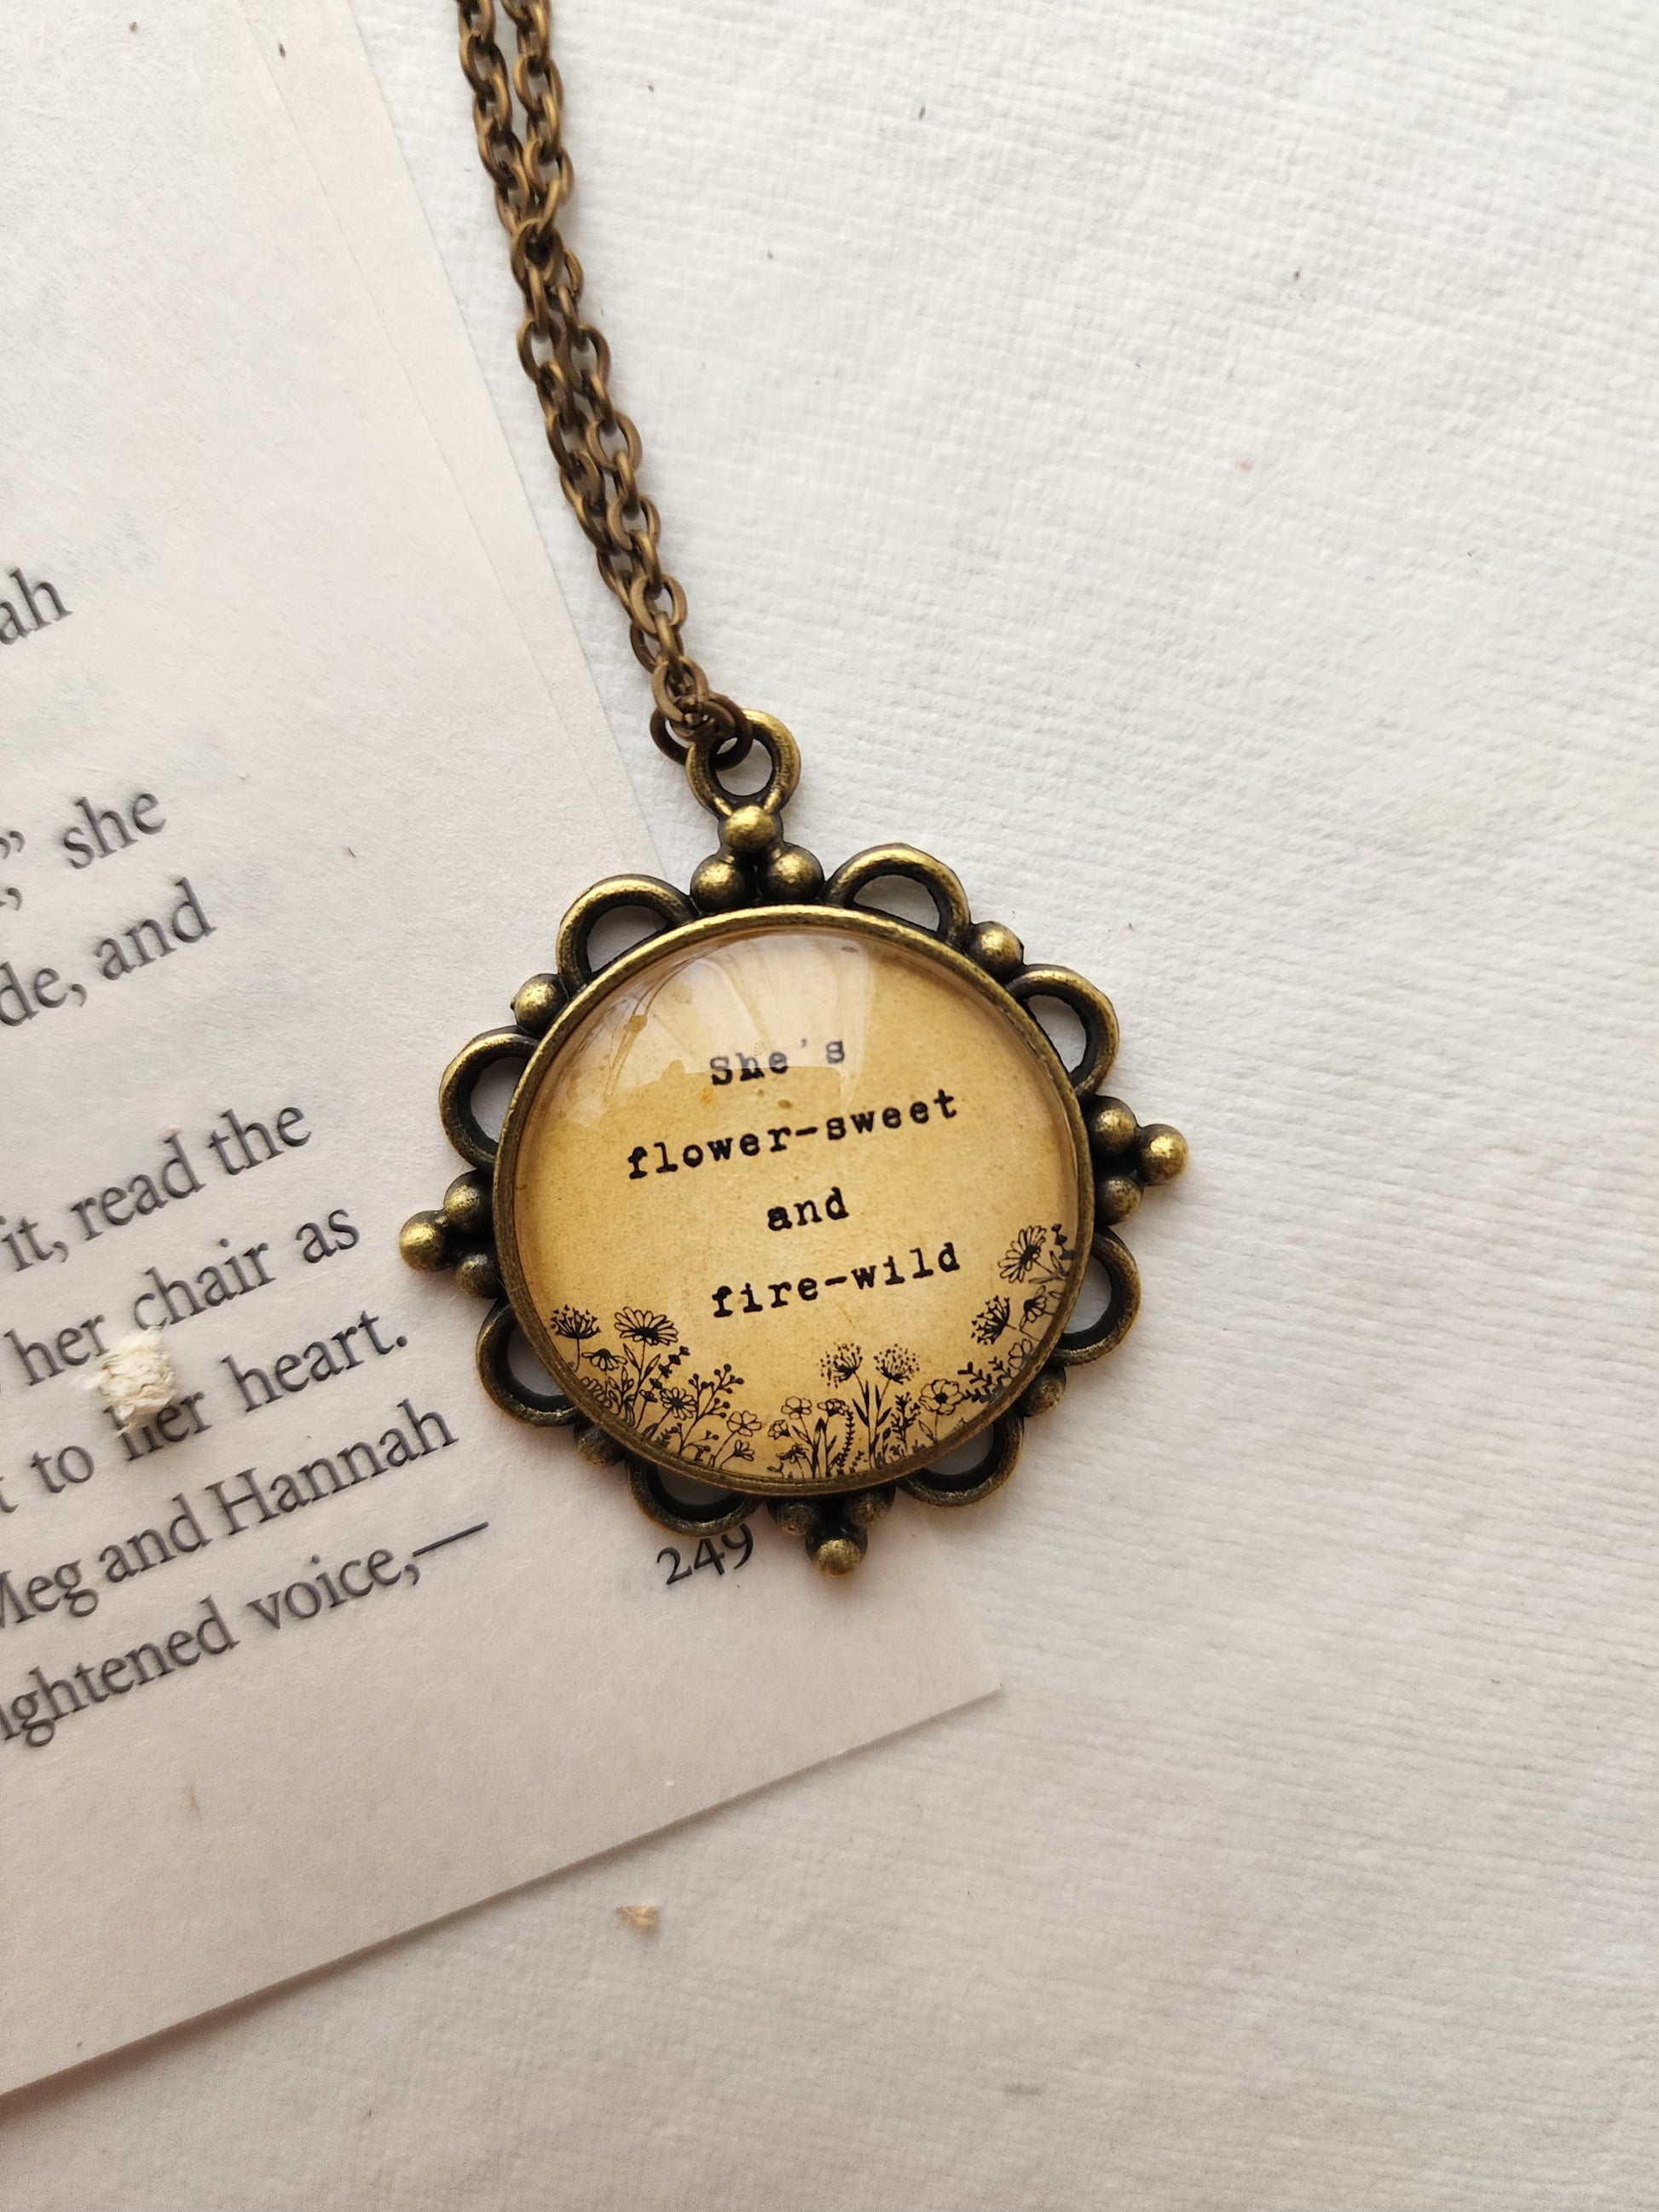 ah
,” she
de, and
it, read the
her chair as
to her heart.
Meg and Hannah
ightened voice,—
249
She's
flower-sweet
and
fire-wild